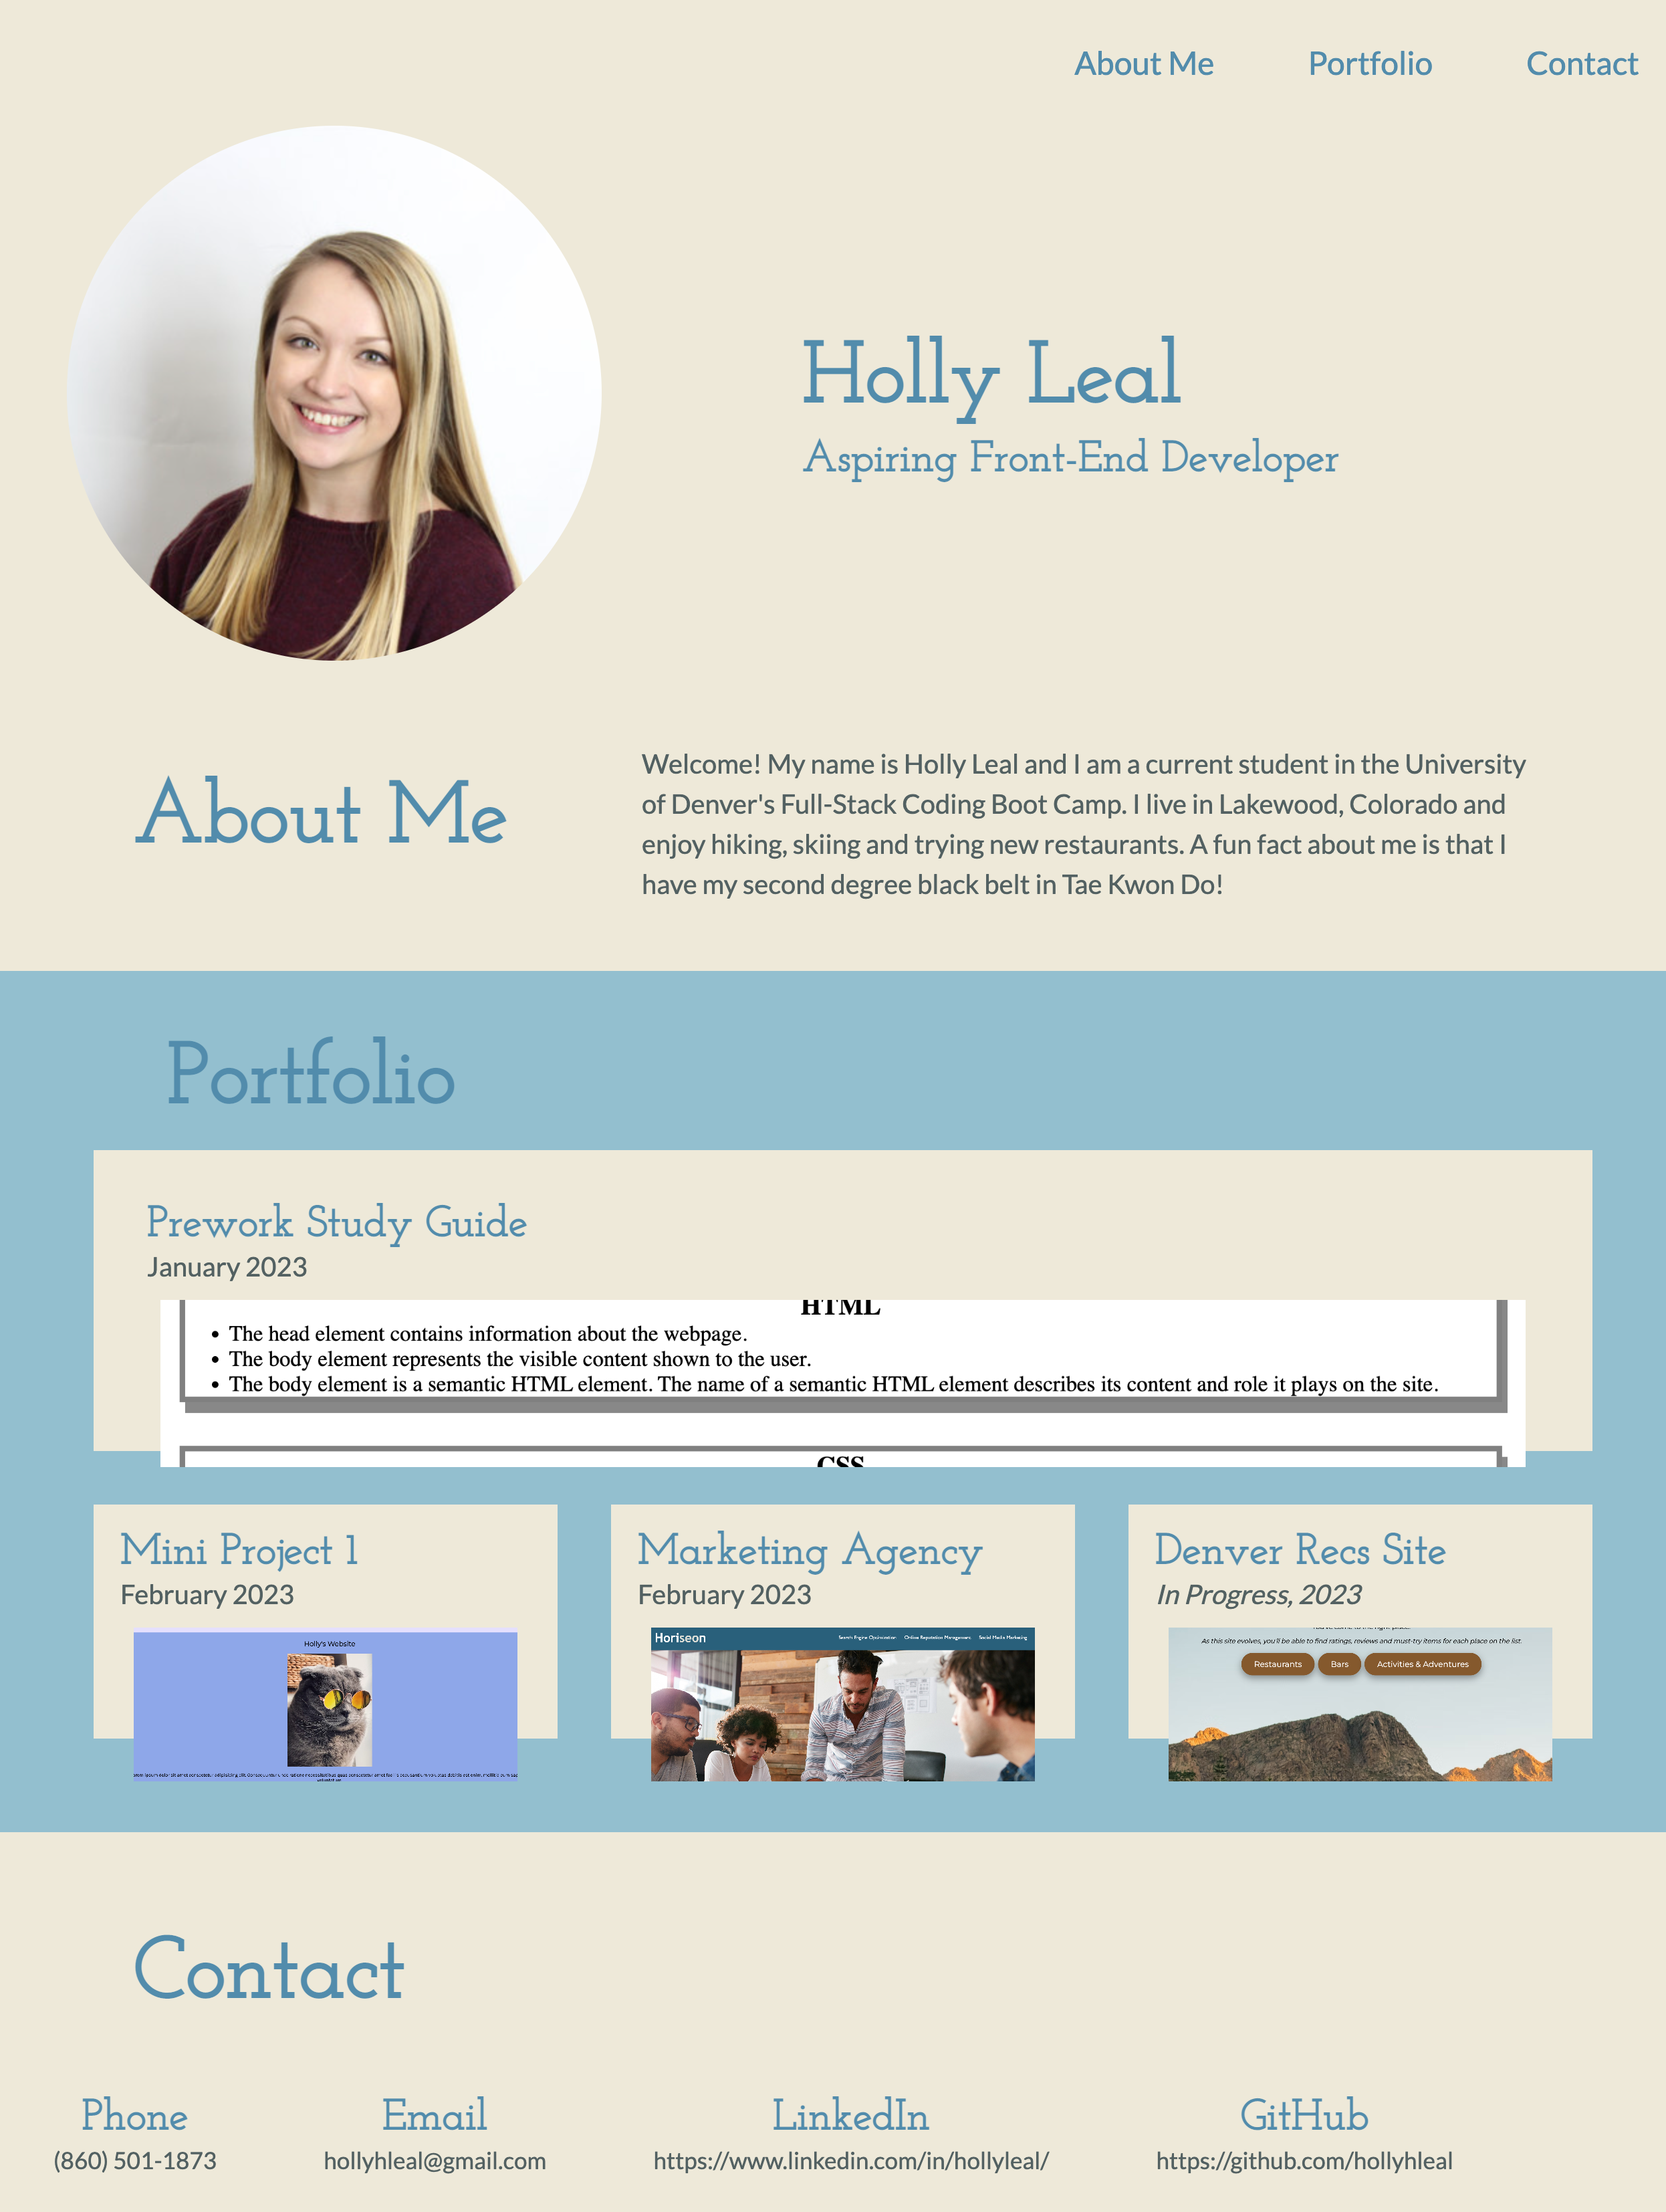 About Me Portfolio Contact
Holly Leal
Aspiring Front-End Developer
About Me
Welcome! My name is Holly Leal and I am a current student in the University
of Denver's Full-Stack Coding Boot Camp. I live in Lakewood, Colorado and
enjoy hiking, skiing and trying new restaurants. A fun fact about me is that I
have my second degree black belt in Tae Kwon Do!
Portfolio
Prework Study Guide
January 2023
HTML
• The head element contains information about the webpage.
• The body element represents the visible content shown to the user.
• The body element is a semantic HTML element. The name of a semantic HTML element describes its content and role it plays on the site.
CSS
Mini Project 1
February 2023
Holly's Website
Marketing Agency
February 2023
Horiseon Search Engine Optimization Online Reputation Management Social Media Marketing
Denver Recs Site
In Progress, 2023
As this site evolves, you'll be able to find ratings, reviews and must-try items for each place on the list.
Restaurants Bars Activities & Adventures
Contact
Phone
(860) 501-1873
Email
hollyhleal@gmail.com
LinkedIn
https://www.linkedin.com/in/hollyleal/
GitHub
https://github.com/hollyhleal